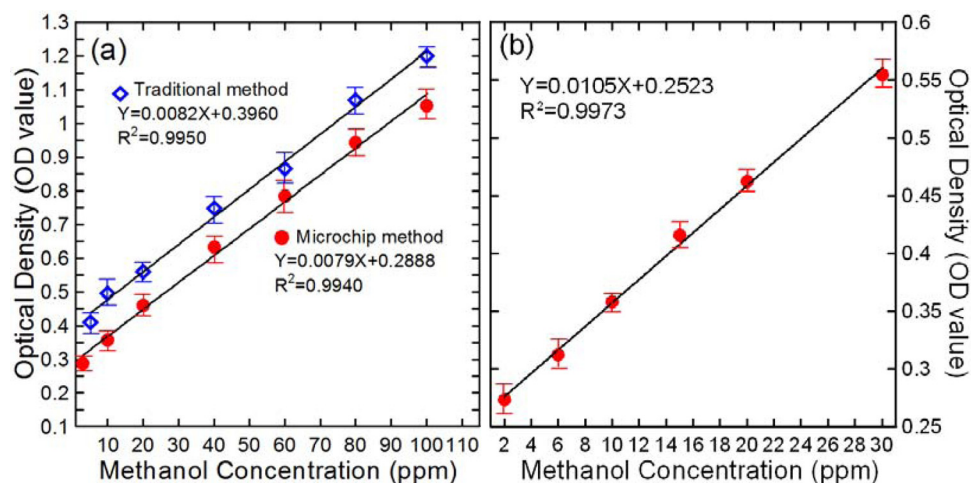 (a)
Traditional method
Y=0.0082X+0.3960
R²=0.9950
Microchip method
Y=0.0079X+0.2888
R²=0.9940
Optical Density (OD value)
1.3
1.2
1.1
1
0.9
0.8
0.7
0.6
0.5
0.4
0.3
0.2
0.1
10 20 30 40 50 60 70 80 90 100 110
Methanol Concentration (ppm)
(b)
Y=0.0105X+0.2523
R²=0.9973
0.6
0.55
0.5
0.45
0.4
0.35
0.3
0.25
Optical Density (OD value)
2 4 6 8 10 12 14 16 18 20 22 24 26 28 30
Methanol Concentration (ppm)